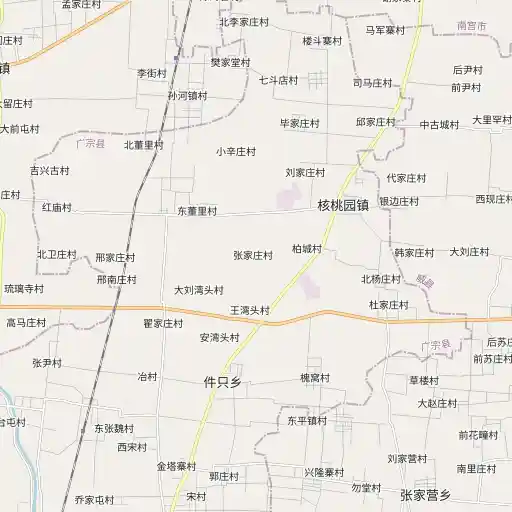 孟家庄村
北李家庄村
马军寨村
南宫市
楼斗寨村
樊家堂村
镇
李街村
七斗店村
司马庄村
后尹村
前尹村
孙河镇村
大留庄村
大前屯村
毕家庄村
邱家庄村
中古城村
大里罕村
广宗县
北董里村
小辛庄村
吉兴古村
刘家庄村
代家庄村
庄村
红庙村
东董里村
核桃园镇
银边庄村
西现庄村
北卫庄村
邢家庄村
张家庄村
柏城村
韩家庄村
大刘庄村
邢南庄村
琉璃寺村
大刘湾头村
北杨庄村
威县
王湾头村
杜家庄村
高马庄村
翟家庄村
安湾头村
广宗县
后苏庄
前苏庄村
张尹村
冶村
件只乡
槐窝村
草楼村
大赵庄村
台屯村
东张魏村
东平镇村
前花疃村
西宋村
金塔寨村
郭庄村
兴隆寨村
刘家营村
南里庄村
勿堂村
乔家屯村
宋村
张家营乡